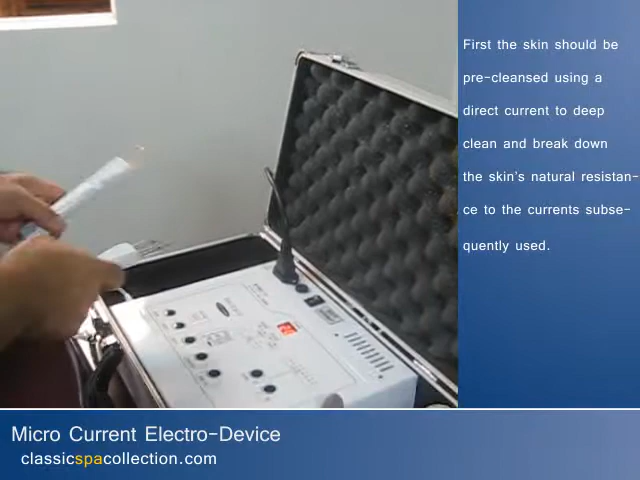 First the skin should be
pre-cleansed using a
direct current to deep
clean and break down
the skin's natural resistan-
ce to the currents subse-
quently used.
Micro Current Electro-Device
classicspacollection.com